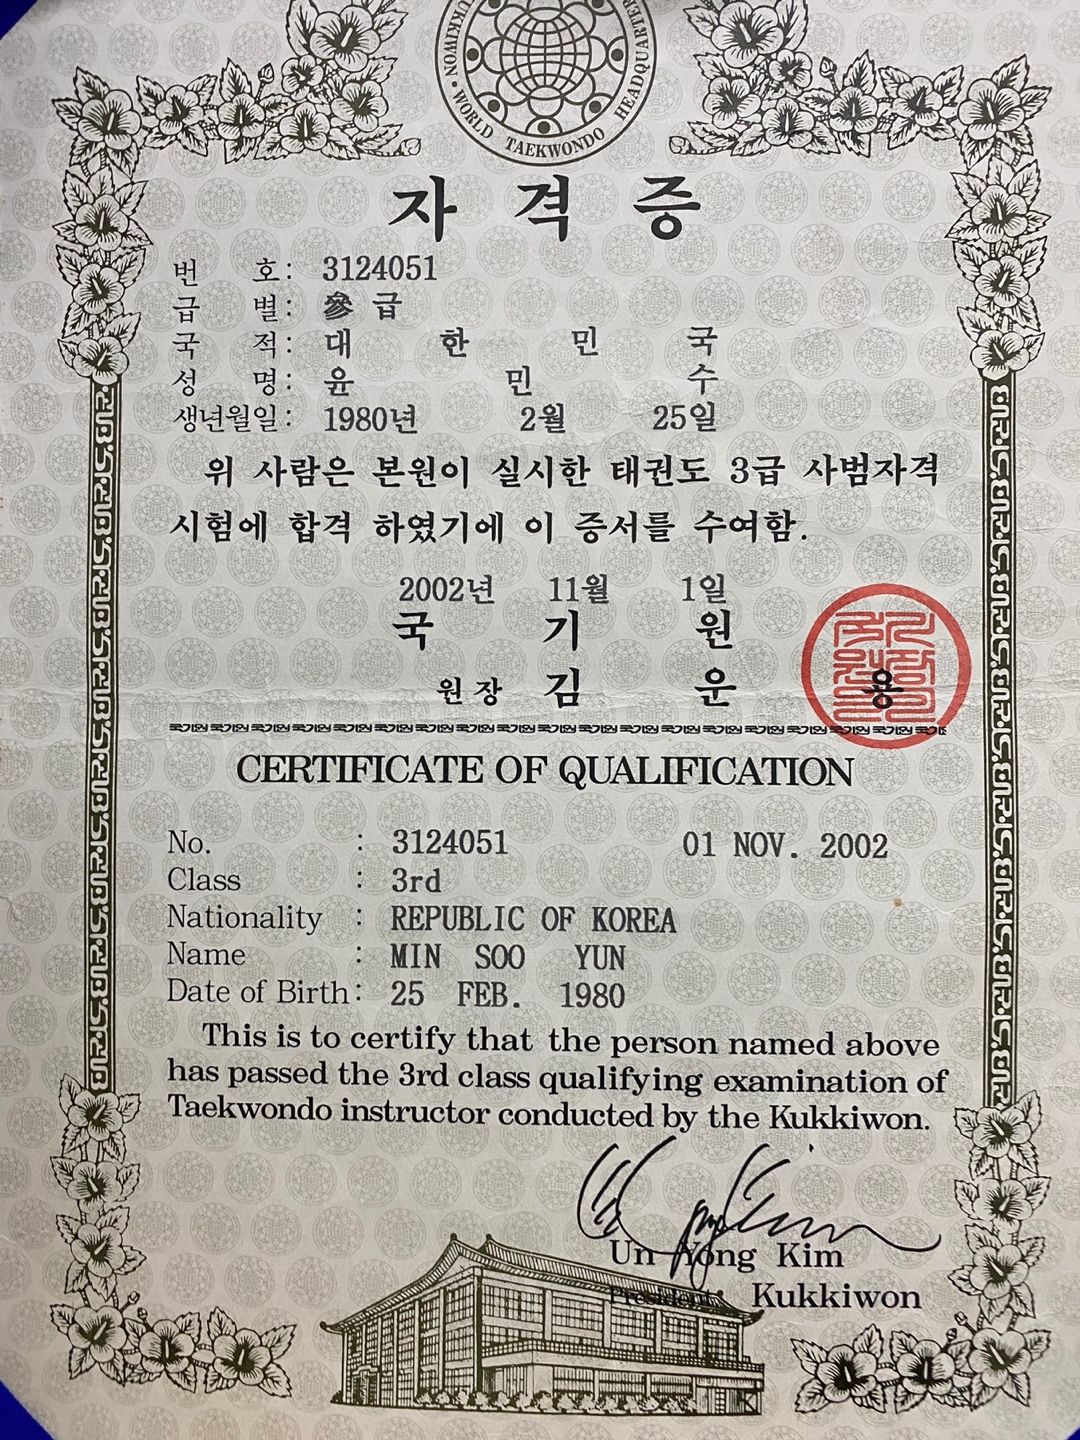 KUKKIWON · WORLD TAEKWONDO HEADQUARTERS
자격증
번 호: 3124051
급 별: 參 급
국 적: 대 한 민 국
성 명: 윤 민 수
생년월일: 1980년 2월 25일
위 사람은 본원이 실시한 태권도 3급 사범자격
시험에 합격 하였기에 이 증서를 수여함.
2002년 11월 1일
국 기 원
원장 김 운 용
CERTIFICATE OF QUALIFICATION
No. : 3124051 01 NOV. 2002
Class : 3rd
Nationality : REPUBLIC OF KOREA
Name : MIN SOO YUN
Date of Birth: 25 FEB. 1980
This is to certify that the person named above
has passed the 3rd class qualifying examination of
Taekwondo instructor conducted by the Kukkiwon.
Un Yong Kim
President, Kukkiwon